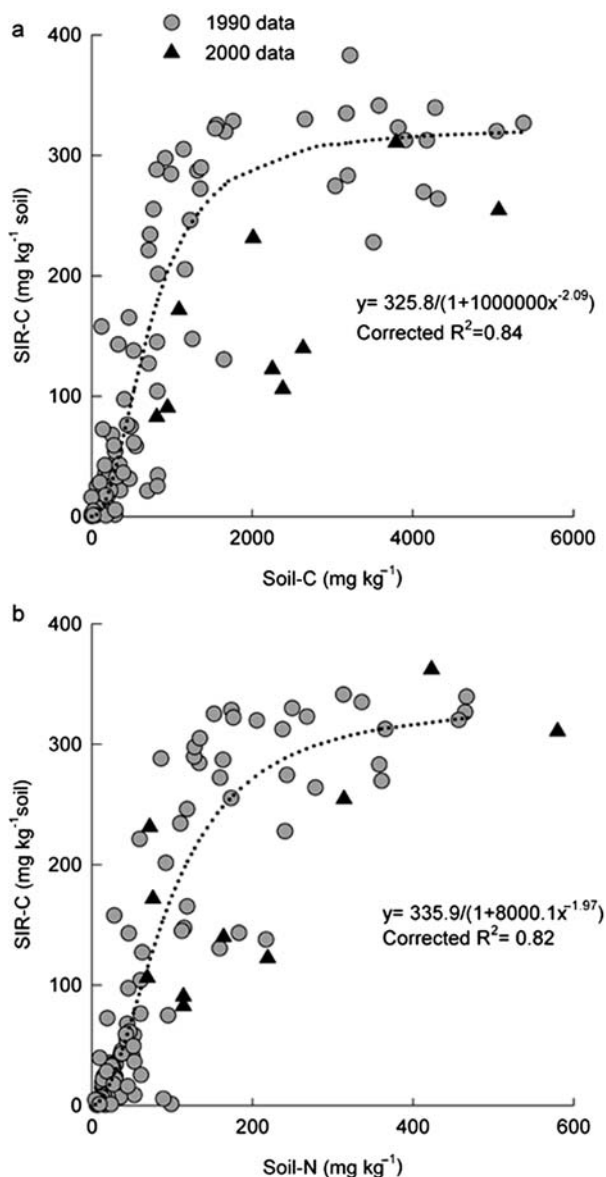 a
1990 data
2000 data
400
300
200
100
0
SIR-C (mg kg⁻¹ soil)
y= 325.8/(1+1000000x⁻²·⁰⁹)
Corrected R²=0.84
0 2000 4000 6000
Soil-C (mg kg⁻¹)
b
400
300
200
100
0
SIR-C (mg kg⁻¹soil)
y= 335.9/(1+8000.1x⁻¹·⁹⁷)
Corrected R²= 0.82
0 200 400 600
Soil-N (mg kg⁻¹)